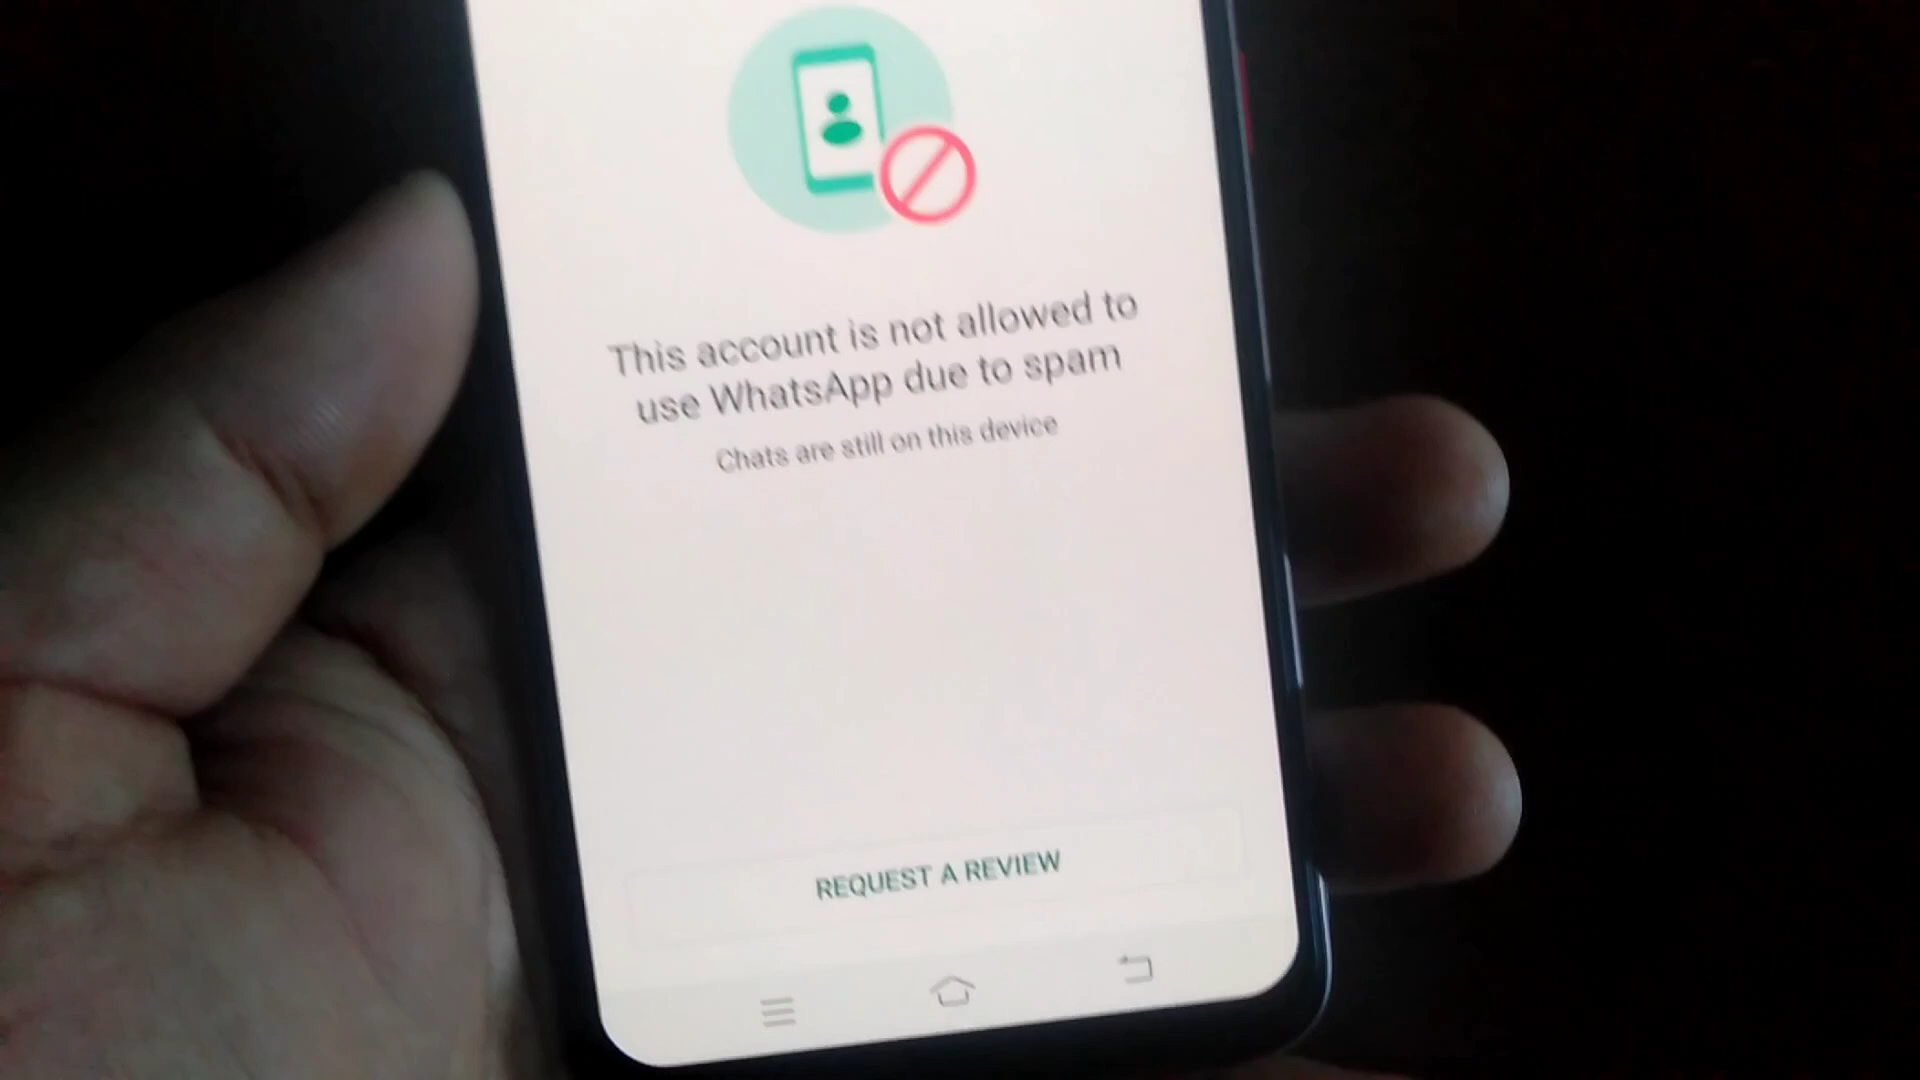 This account is not allowed to
use WhatsApp due to spam
Chats are still on this device
REQUEST A REVIEW